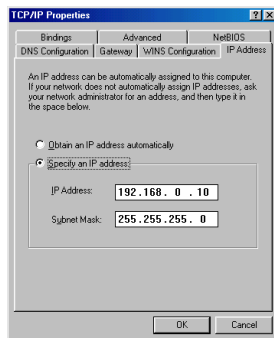 TCP/IP Properties
Bindings Advanced NetBIOS
DNS Configuration Gateway WINS Configuration IP Address
An IP address can be automatically assigned to this computer.
If your network does not automatically assign IP addresses, ask
your network administrator for an address, and then type it in
the space below.
Obtain an IP address automatically
Specify an IP address:
IP Address: 192.168. 0 .10
Subnet Mask: 255.255.255. 0
OK Cancel